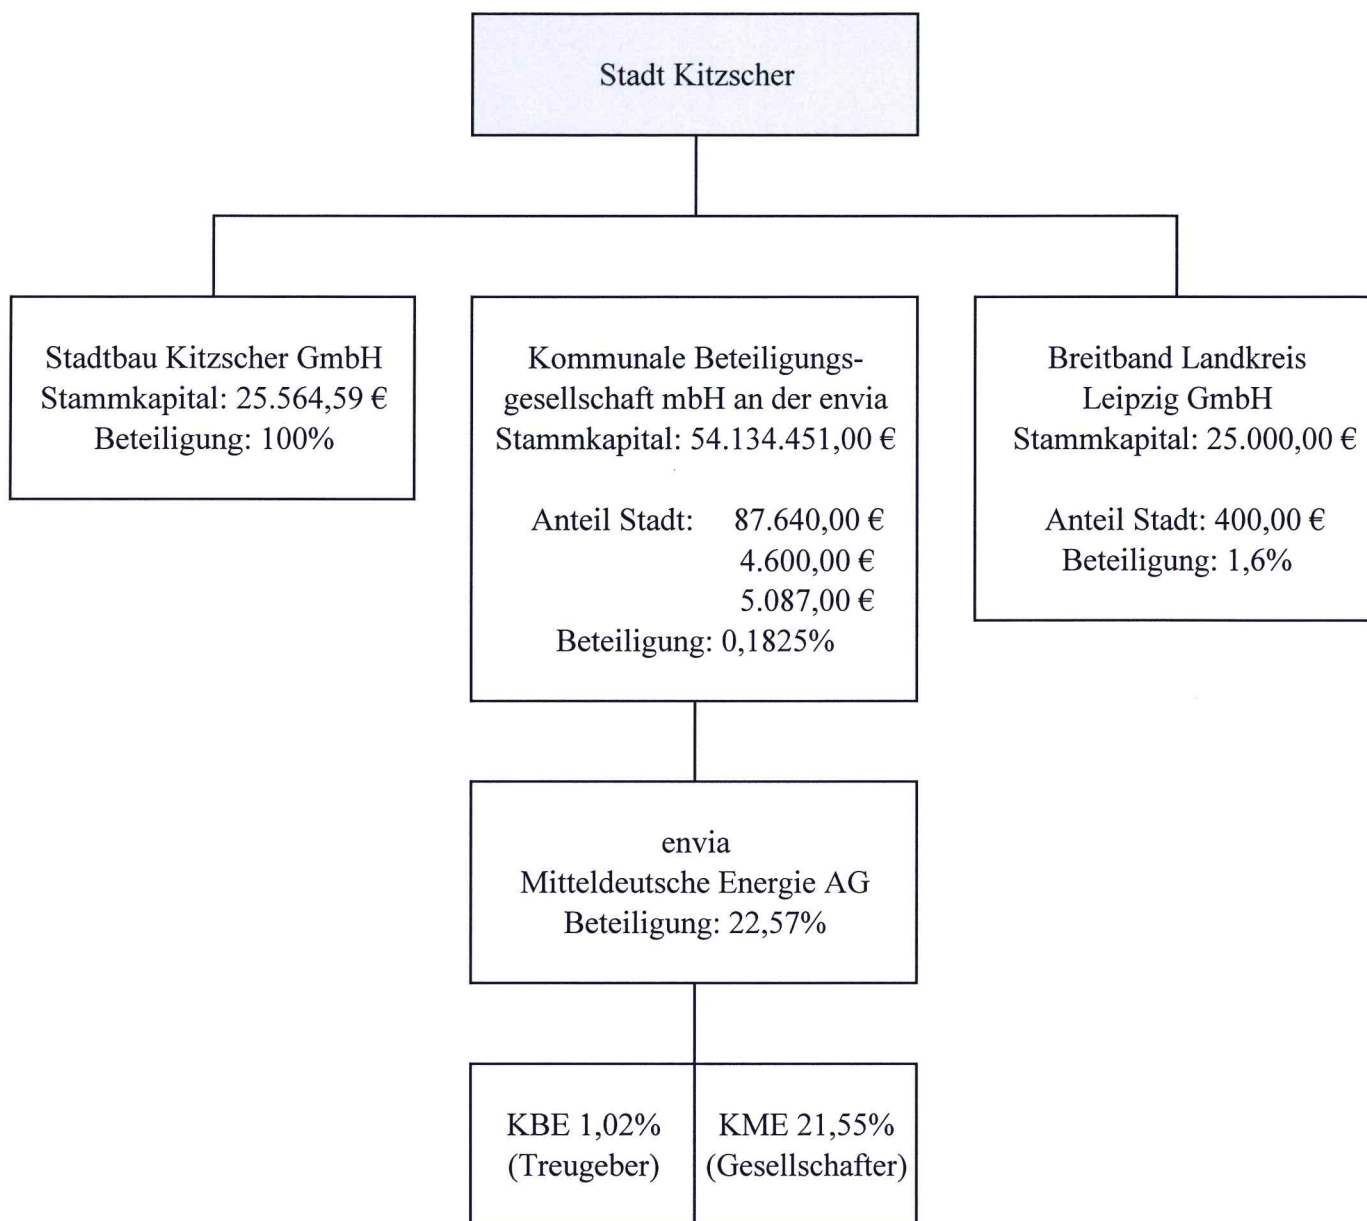 Stadt Kitzscher
Stadtbau Kitzscher GmbH
Stammkapital: 25.564,59 €
Beteiligung: 100%
Kommunale Beteiligungs-
gesellschaft mbH an der envia
Stammkapital: 54.134.451,00 €
Anteil Stadt: 87.640,00 €
4.600,00 €
5.087,00 €
Beteiligung: 0,1825%
Breitband Landkreis
Leipzig GmbH
Stammkapital: 25.000,00 €
Anteil Stadt: 400,00 €
Beteiligung: 1,6%
envia
Mitteldeutsche Energie AG
Beteiligung: 22,57%
KBE 1,02%
(Treugeber)
KME 21,55%
(Gesellschafter)